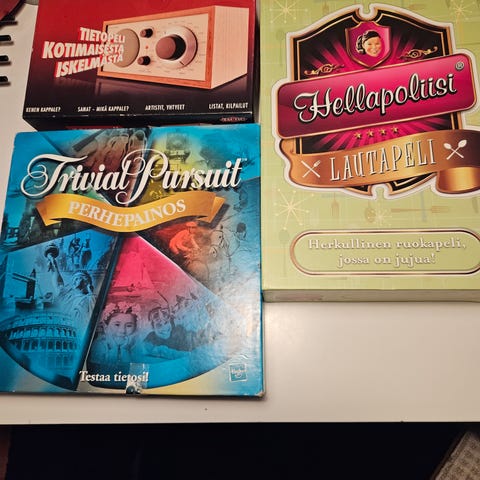 TIETOPELI
KOTIMAISESTA
ISKELMÄSTÄ
KENEN KAPPALE?
SANAT - MIKÄ KAPPALE?
ARTISTIT, YHTYEET
LISTAT, KILPAILUT
Trivial Pursuit
PERHEPAINOS
Testaa tietosi!
Hellapoliisi®
LAUTAPELI
Herkullinen ruokapeli,
jossa on jujua!